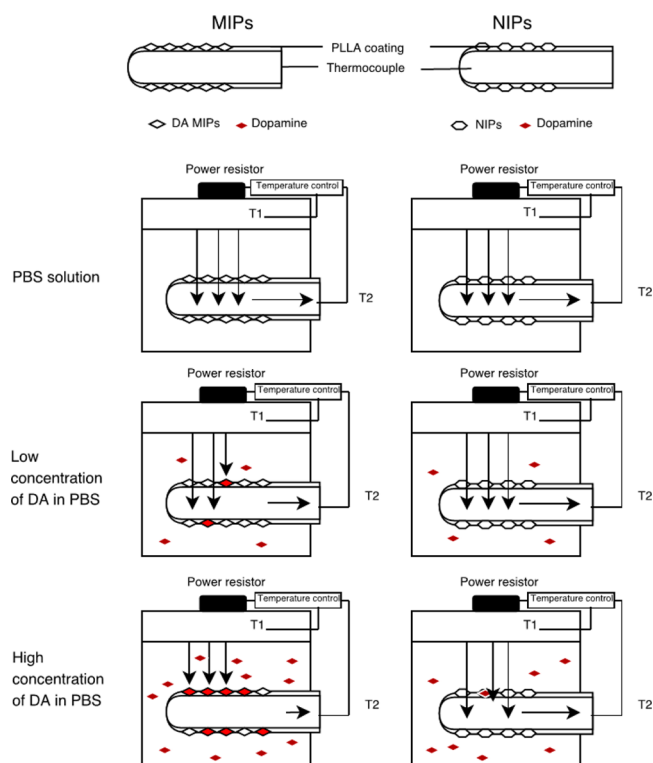 MIPs
NIPs
PLLA coating
Thermocouple
DA MIPs
Dopamine
NIPs
Dopamine
Power resistor
Power resistor
Temperature control
Temperature control
T1
T1
PBS solution
T2
T2
Power resistor
Power resistor
Temperature control
Temperature control
T1
T1
Low
concentration
of DA in PBS
T2
T2
Power resistor
Power resistor
Temperature control
Temperature control
T1
T1
High
concentration
of DA in PBS
T2
T2